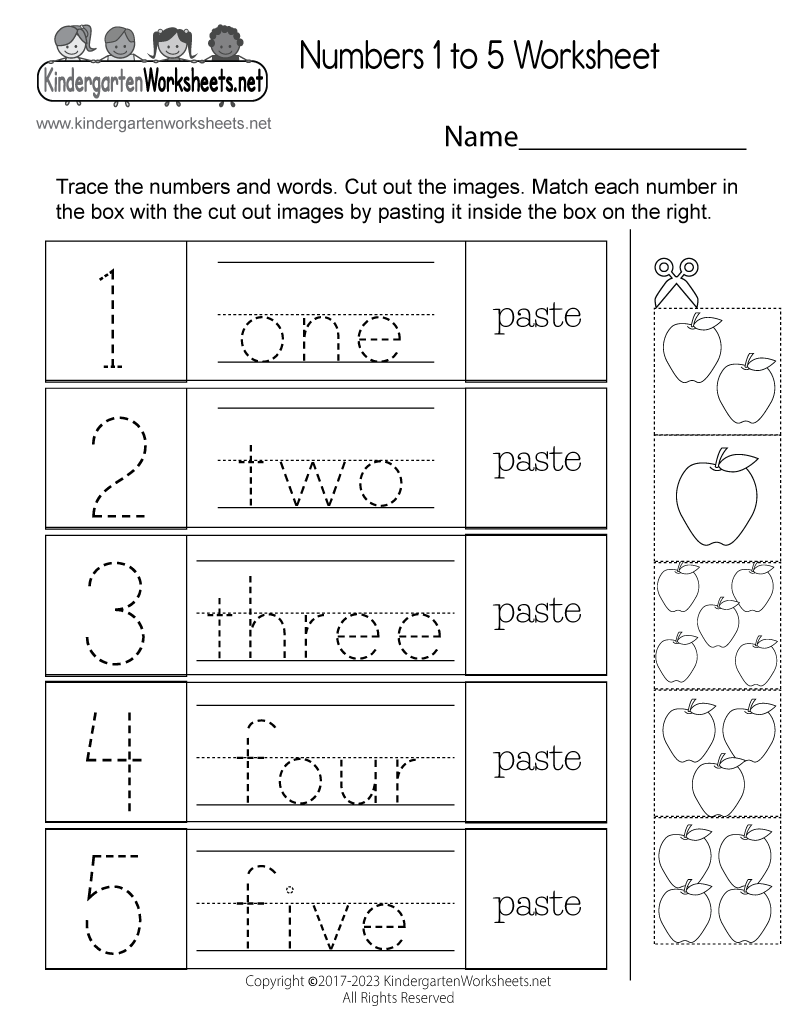 KindergartenWorksheets.net
www.kindergartenworksheets.net
Numbers 1 to 5 Worksheet
Name
Trace the numbers and words. Cut out the images. Match each number in
the box with the cut out images by pasting it inside the box on the right.
1 one paste
2 two paste
3 three paste
4 four paste
5 five paste
Copyright ©2017-2023 KindergartenWorksheets.net
All Rights Reserved